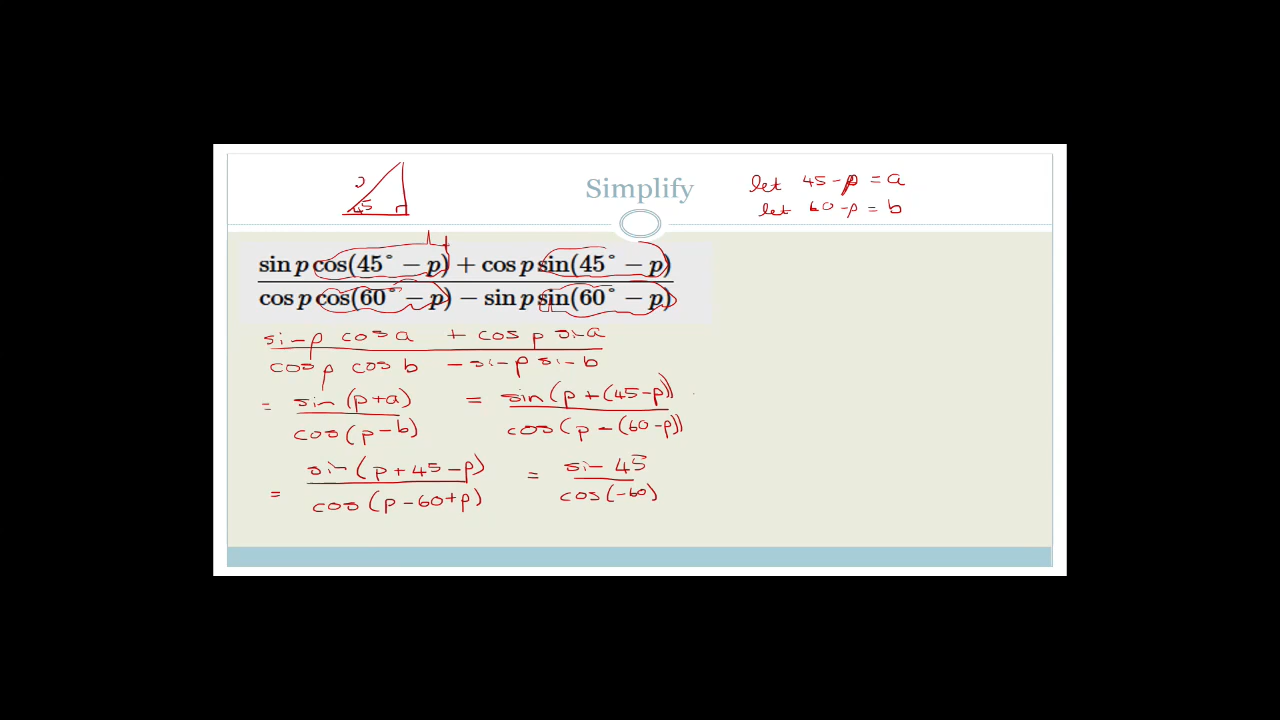 Simplify
let 45-p = a
let 60-p = b
45
sin p cos(45° − p) + cos p sin(45° − p)
cos p cos(60° − p) − sin p sin(60° − p)
sin p cos a + cos p sin a
cos p cos b - sin p sin b
= sin (p+a) = sin (p + (45-p))
cos (p-b) cos (p - (60-p))
= sin (p + 45 - p) = sin 45
cos (p - 60 + p) cos (-60)